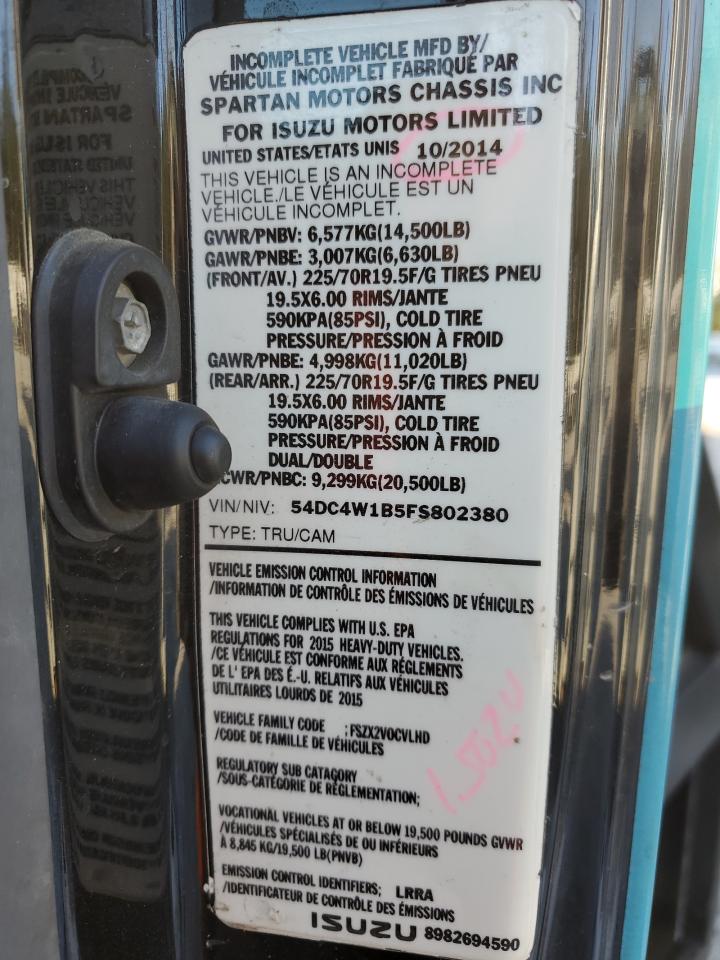 INCOMPLETE VEHICLE MFD BY/
VÉHICULE INCOMPLET FABRIQUÉ PAR
SPARTAN MOTORS CHASSIS INC
FOR ISUZU MOTORS LIMITED
UNITED STATES/ETATS UNIS 10/2014
THIS VEHICLE IS AN INCOMPLETE
VEHICLE./LE VÉHICULE EST UN
VÉHICULE INCOMPLET.
GVWR/PNBV: 6,577KG(14,500LB)
GAWR/PNBE: 3,007KG(6,630LB)
(FRONT/AV.) 225/70R19.5F/G TIRES PNEU
19.5X6.00 RIMS/JANTE
590KPA(85PSI), COLD TIRE
PRESSURE/PRESSION À FROID
GAWR/PNBE: 4,998KG(11,020LB)
(REAR/ARR.) 225/70R19.5F/G TIRES PNEU
19.5X6.00 RIMS/JANTE
590KPA(85PSI), COLD TIRE
PRESSURE/PRESSION À FROID
DUAL/DOUBLE
CWR/PNBC: 9,299KG(20,500LB)
VIN/NIV: 54DC4W1B5FS802380
TYPE: TRU/CAM
VEHICLE EMISSION CONTROL INFORMATION
/INFORMATION DE CONTRÔLE DES ÉMISSIONS DE VÉHICULES
THIS VEHICLE COMPLIES WITH U.S. EPA
REGULATIONS FOR 2015 HEAVY-DUTY VEHICLES.
/CE VÉHICULE EST CONFORME AUX RÈGLEMENTS
DE L' EPA DES É.-U. RELATIFS AUX VÉHICULES
UTILITAIRES LOURDS DE 2015
VEHICLE FAMILY CODE ;FSZX2VOCVLHD
/CODE DE FAMILLE DE VÉHICULES
REGULATORY SUB CATAGORY
/SOUS-CATÉGORIE DE RÉGLEMENTATION;
VOCATIONAL VEHICLES AT OR BELOW 19,500 POUNDS GVWR
/VÉHICULES SPÉCIALISÉS DE OU INFÉRIEURS
À 8,845 KG/19,500 LB(PNVB)
EMISSION CONTROL IDENTIFIERS; LRRA
/IDENTIFICATEUR DE CONTRÔLE DES ÉMISSIONS
ISUZU 8982694590